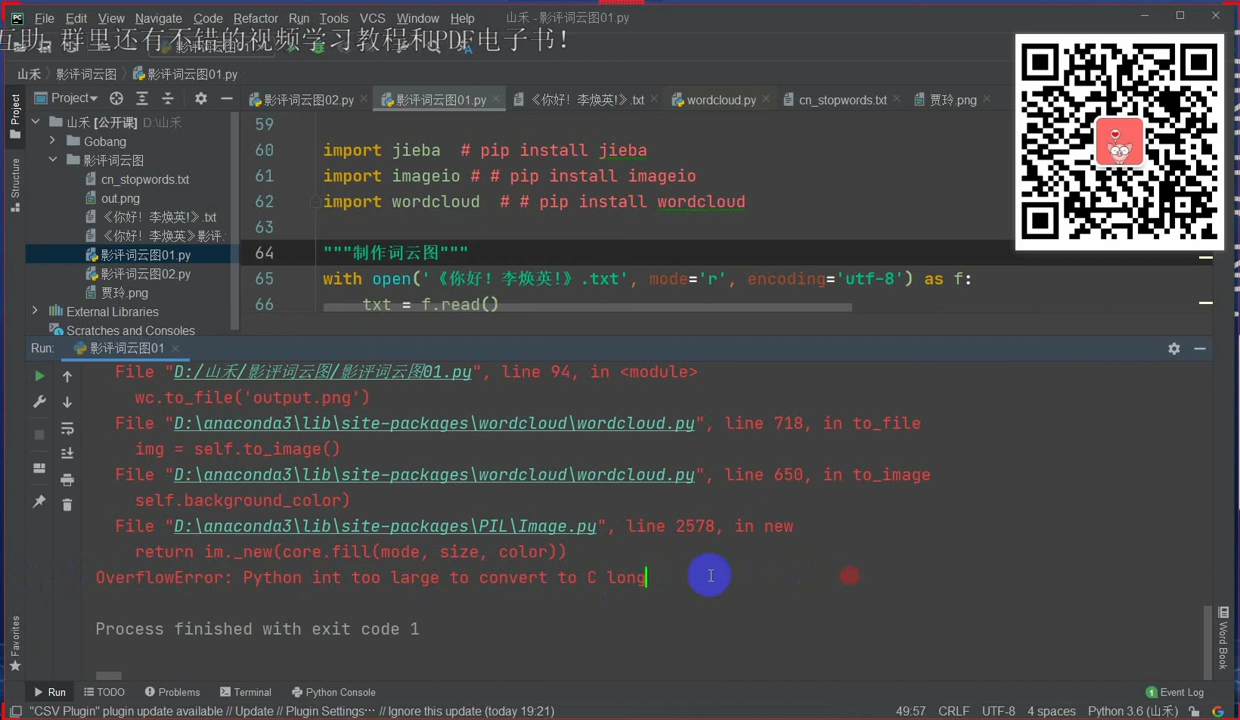 File Edit View Navigate Code Refactor Run Tools VCS Window Help 山禾 - 影评词云图01.py
互助 群里还有不错的视频学习教程和PDF电子书!
山禾 影评词云图 影评词云图01.py
Project 影评词云图02.py 影评词云图01.py 《你好！李焕英!》.txt wordcloud.py cn_stopwords.txt 贾玲.png
Project
Structure
山禾 [公开课] D:\山禾
Gobang
影评词云图
cn_stopwords.txt
out.png
《你好！李焕英!》.txt
《你好！李焕英》影评.
影评词云图01.py
影评词云图02.py
贾玲.png
External Libraries
Scratches and Consoles
59
60 import jieba # pip install jieba
61 import imageio # # pip install imageio
62 import wordcloud # # pip install wordcloud
63
64 """制作词云图"""
65 with open('《你好！李焕英!》.txt', mode='r', encoding='utf-8') as f:
66 txt = f.read()
Run: 影评词云图01
File "D:/山禾/影评词云图/影评词云图01.py", line 94, in <module>
wc.to_file('output.png')
File "D:\anaconda3\lib\site-packages\wordcloud\wordcloud.py", line 718, in to_file
img = self.to_image()
File "D:\anaconda3\lib\site-packages\wordcloud\wordcloud.py", line 650, in to_image
self.background_color)
File "D:\anaconda3\lib\site-packages\PIL\Image.py", line 2578, in new
return im._new(core.fill(mode, size, color))
OverflowError: Python int too large to convert to C long
Process finished with exit code 1
Favorites
Word Book
Run TODO Problems Terminal Python Console 1 Event Log
"CSV Plugin" plugin update available // Update // Plugin Settings... // Ignore this update (today 19:21) 49:57 CRLF UTF-8 4 spaces Python 3.6 (山禾)